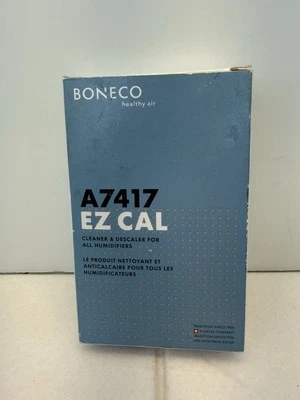 BONECO
healthy air
A7417
EZ CAL
CLEANER & DESCALER FOR
ALL HUMIDIFIERS
LE PRODUIT NETTOYANT ET
ANTICALCAIRE POUR TOUS LES
HUMIDIFICATEURS